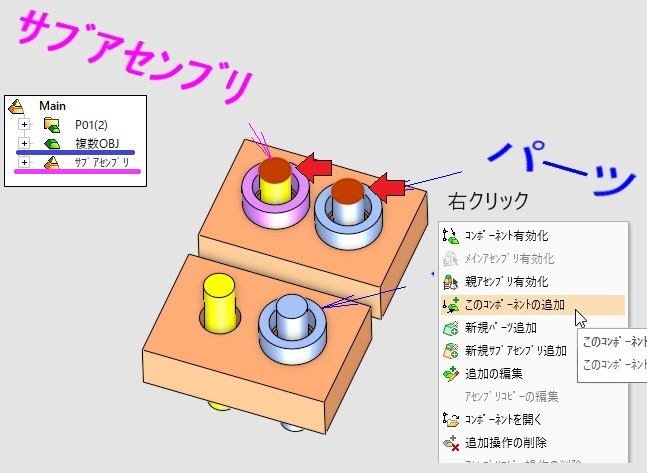 サブアセンブリ
Main
P01(2)
複数OBJ
ｻﾌﾞｱｾﾝﾌﾞﾘ
パーツ
右クリック
ｺﾝﾎﾟｰﾈﾝﾄ有効化
ﾒｲﾝｱｾﾝﾌﾞﾘ有効化
親ｱｾﾝﾌﾞﾘ有効化
このｺﾝﾎﾟｰﾈﾝﾄの追加
新規ﾊﾟｰﾂ追加
新規ｻﾌﾞｱｾﾝﾌﾞﾘ追加
追加の編集
ｱｾﾝﾌﾞﾘｺﾋﾟｰの編集
ｺﾝﾎﾟｰﾈﾝﾄを開く
追加操作の削除
このｺﾝﾎﾟｰﾈﾝﾄ
このｺﾝﾎﾟｰﾈﾝﾄ